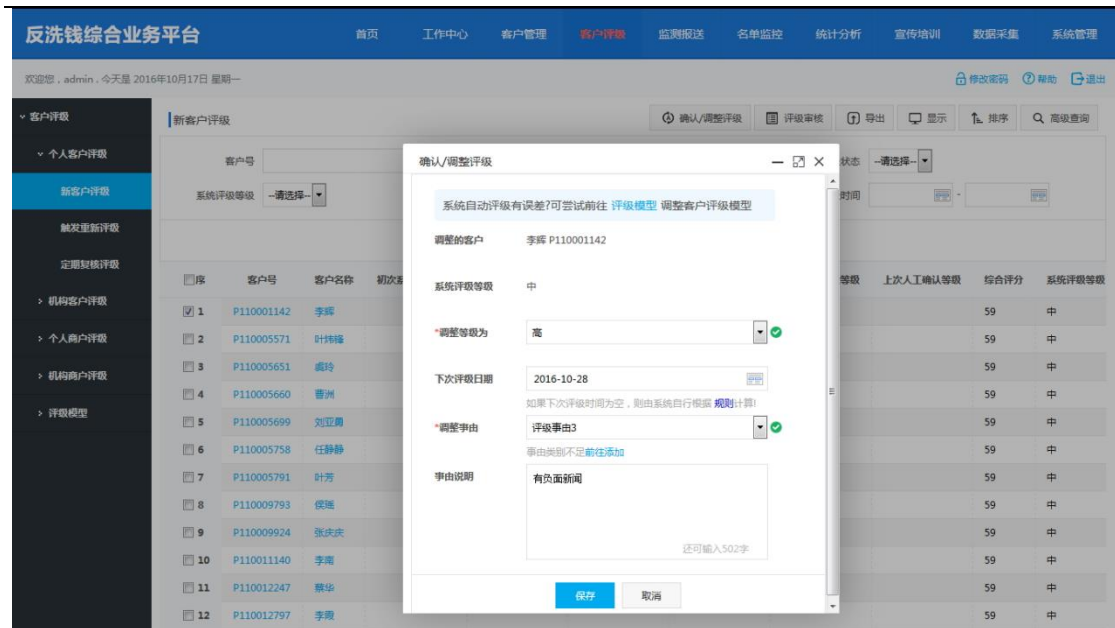 反洗钱综合业务平台 首页 工作中心 客户管理 客户评级 监测报送 名单监控 统计分析 宣传培训 数据采集 系统管理
欢迎您，admin . 今天是 2016年10月17日 星期一 修改密码 帮助 退出
客户评级
个人客户评级
新客户评级
触发重新评级
定期复核评级
机构客户评级
个人商户评级
机构商户评级
评级模型
新客户评级 确认/调整评级 评级审核 导出 显示 排序 高级查询
客户号 状态 --请选择--
系统评级等级 --请选择-- 时间 -
序 客户号 客户名称 初次系 等级 上次人工确认等级 综合评分 系统评级等级
1 P110001142 李辉 59 中
2 P110005571 59 中
3 P110005651 59 中
4 P110005660 曹洲 59 中
5 P110005699 刘亚勇 59 中
6 P110005758 任静静 59 中
7 P110005791 叶芳 59 中
8 P110009793 侯瑶 59 中
9 P110009924 张庆庆 59 中
10 P110011140 李南 59 中
11 P110012247 蔡华 59 中
12 P110012797 李霞 59 中
确认/调整评级
系统自动评级有误差?可尝试前往 评级模型 调整客户评级模型
调整的客户 李辉 P110001142
系统评级等级 中
*调整等级为 高
下次评级日期 2016-10-28
如果下次评级时间为空，则由系统自行根据 规则计算!
*调整事由 评级事由3
事由类别不足前往添加
事由说明 有负面新闻
还可输入502字
保存 取消